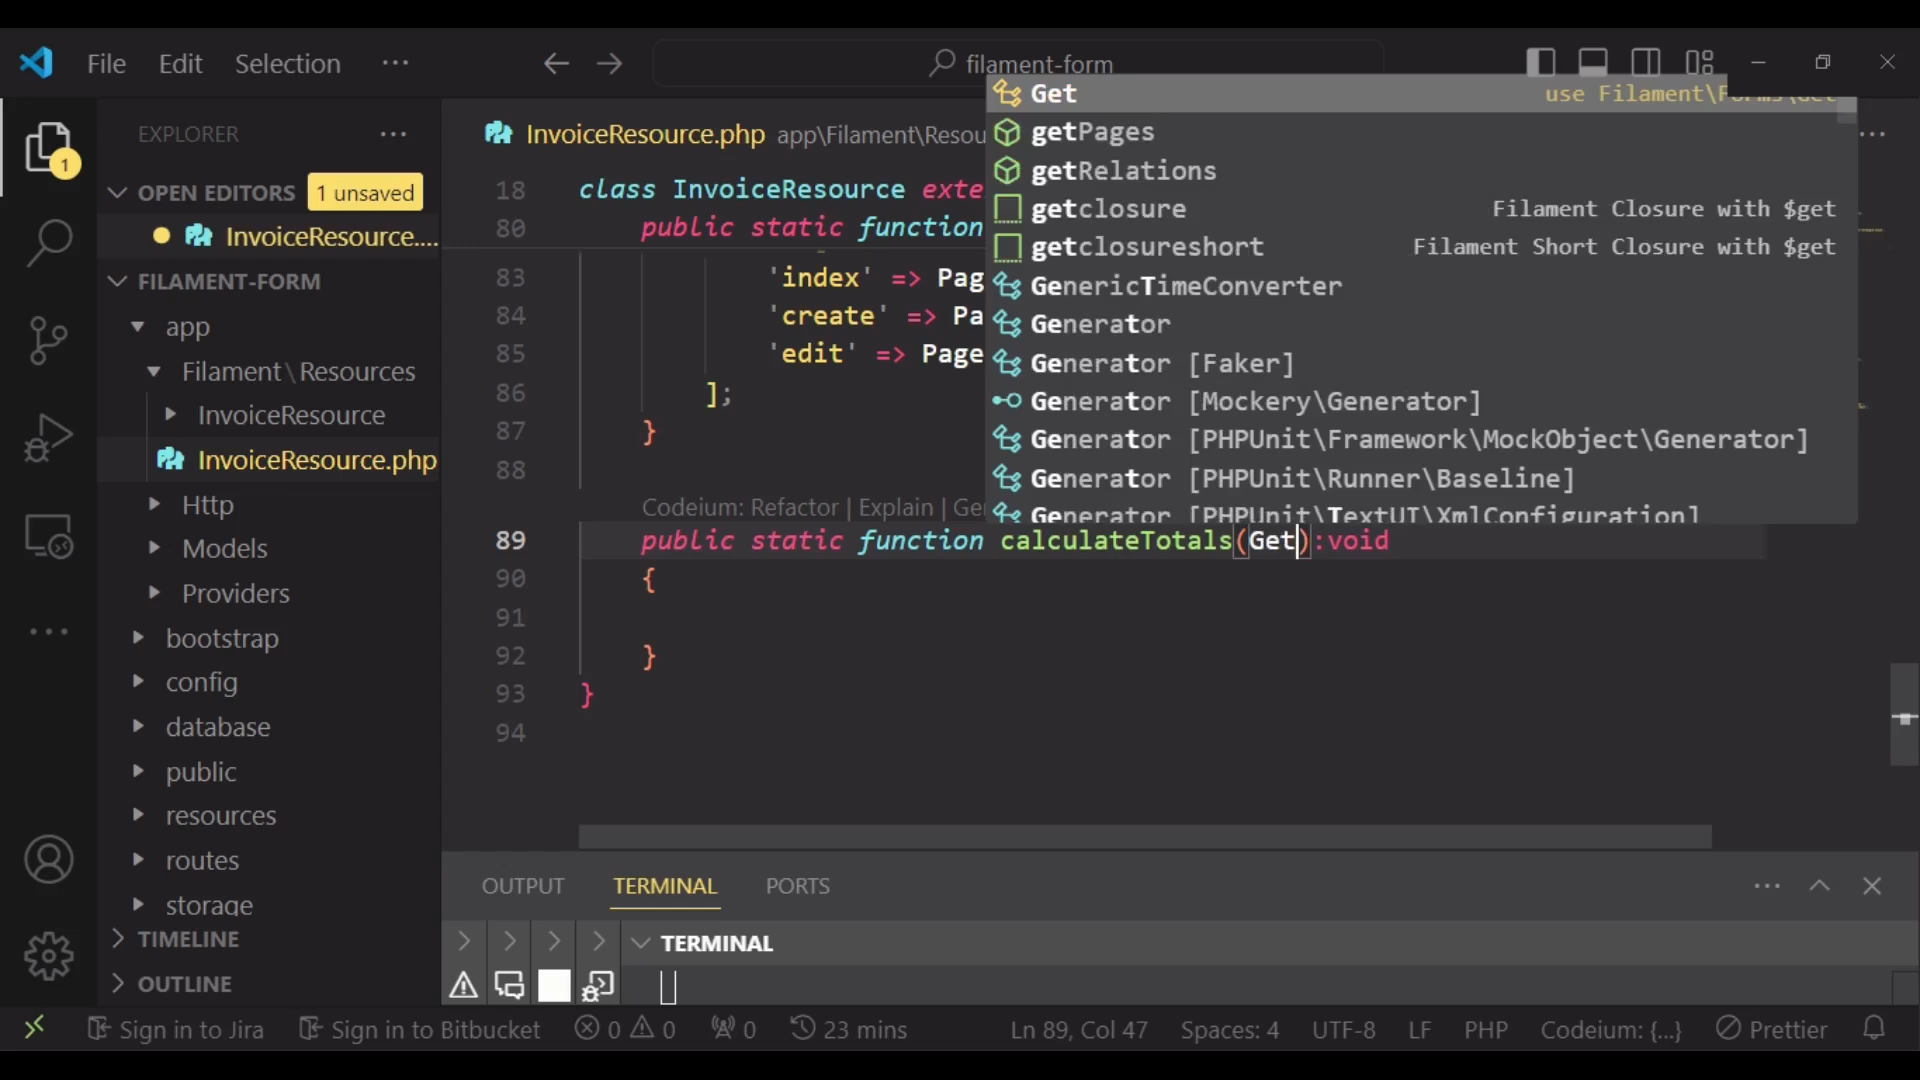 File Edit Selection ···
filament-form
EXPLORER ···
OPEN EDITORS 1 unsaved
InvoiceResource....
FILAMENT-FORM
app
Filament\Resources
InvoiceResource
InvoiceResource.php
Http
Models
Providers
bootstrap
config
database
public
resources
routes
storage
TIMELINE
OUTLINE
1
InvoiceResource.php app\Filament\Resou
18 class InvoiceResource exte
80 public static function
83 'index' => Pag
84 'create' => Pa
85 'edit' => Page
86 ];
87 }
88
Codeium: Refactor | Explain | Ge
89 public static function calculateTotals(Get):void
90 {
91
92 }
93 }
94
Get use Filament\Forms\Get
getPages
getRelations
getclosure Filament Closure with $get
getclosureshort Filament Short Closure with $get
GenericTimeConverter
Generator
Generator [Faker]
Generator [Mockery\Generator]
Generator [PHPUnit\Framework\MockObject\Generator]
Generator [PHPUnit\Runner\Baseline]
Generator [PHPUnit\TextUI\XmlConfiguration]
OUTPUT TERMINAL PORTS
TERMINAL
Sign in to Jira Sign in to Bitbucket 0 0 0 23 mins Ln 89, Col 47 Spaces: 4 UTF-8 LF PHP Codeium: {...} Prettier